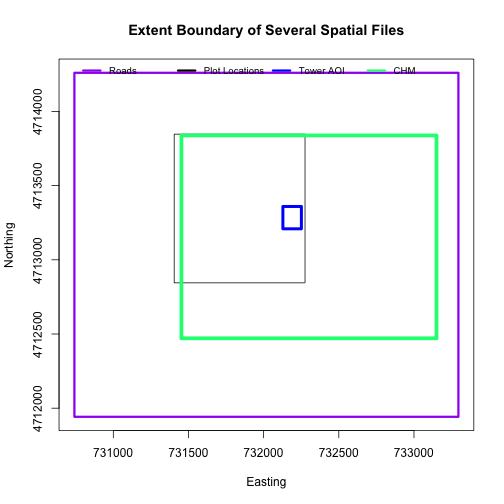 Extent Boundary of Several Spatial Files
Roads Plot Locations Tower AOI CHM
4714000
4713500
4713000
4712500
4712000
Northing
731000 731500 732000 732500 733000
Easting